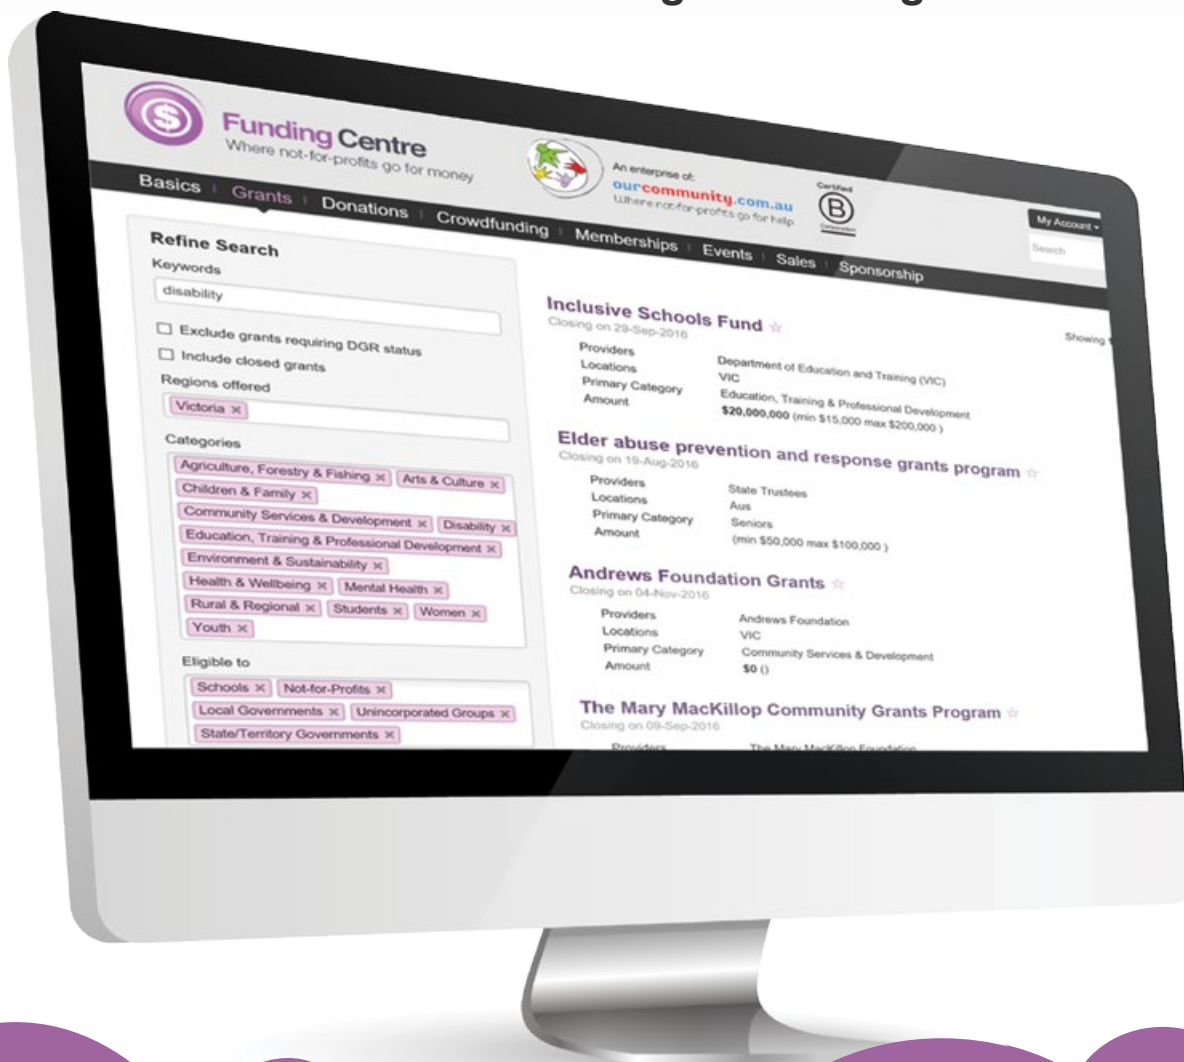 Funding Centre
Where not-for-profits go for money
An enterprise of:
ourcommunity.com.au
Where not-for-profits go for help
Certified
B
Corporation
My Account
Search
Basics
Grants
Donations
Crowdfunding
Memberships
Events
Sales
Sponsorship
Refine Search
Keywords
disability
Exclude grants requiring DGR status
Include closed grants
Regions offered
Victoria ×
Categories
Agriculture, Forestry & Fishing × Arts & Culture ×
Children & Family ×
Community Services & Development × Disability ×
Education, Training & Professional Development ×
Environment & Sustainability ×
Health & Wellbeing × Mental Health ×
Rural & Regional × Students × Women ×
Youth ×
Eligible to
Schools × Not-for-Profits ×
Local Governments × Unincorporated Groups ×
State/Territory Governments ×
Showing
Inclusive Schools Fund ☆
Closing on 29-Sep-2016
Providers Department of Education and Training (VIC)
Locations VIC
Primary Category Education, Training & Professional Development
Amount $20,000,000 (min $15,000 max $200,000 )
Elder abuse prevention and response grants program ☆
Closing on 19-Aug-2016
Providers State Trustees
Locations Aus
Primary Category Seniors
Amount (min $50,000 max $100,000 )
Andrews Foundation Grants ☆
Closing on 04-Nov-2016
Providers Andrews Foundation
Locations VIC
Primary Category Community Services & Development
Amount $0 ()
The Mary MacKillop Community Grants Program ☆
Closing on 09-Sep-2016
Providers The Mary MacKillop Foundation